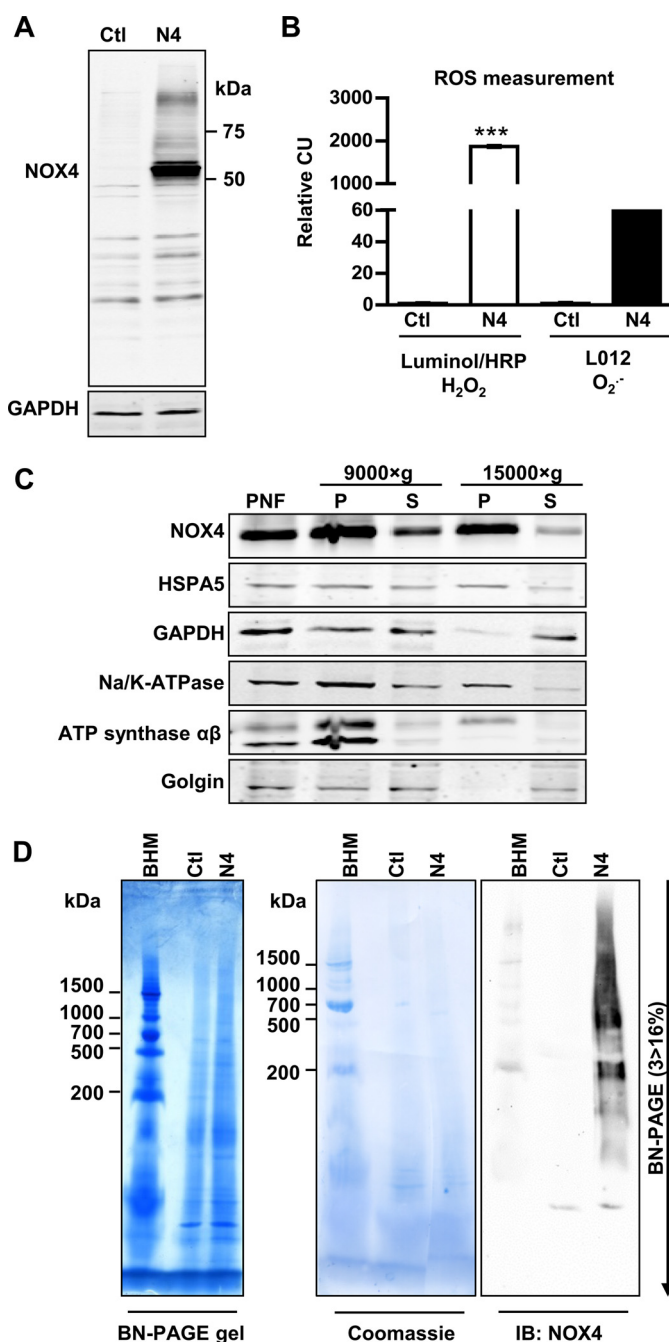 A
Ctl N4
kDa
75
NOX4
50
GAPDH
B
ROS measurement
Relative CU
3000
2000
1000
60
40
20
0
***
Ctl N4 Ctl N4
Luminol/HRP L012
H₂O₂ O₂·-
C
9000×g 15000×g
PNF P S P S
NOX4
HSPA5
GAPDH
Na/K-ATPase
ATP synthase αβ
Golgin
D
BHM Ctl N4 BHM Ctl N4 BHM Ctl N4
kDa kDa
1500 1500
1000 1000
700 700
500 500
200 200
BN-PAGE (3>16%)
BN-PAGE gel Coomassie IB: NOX4